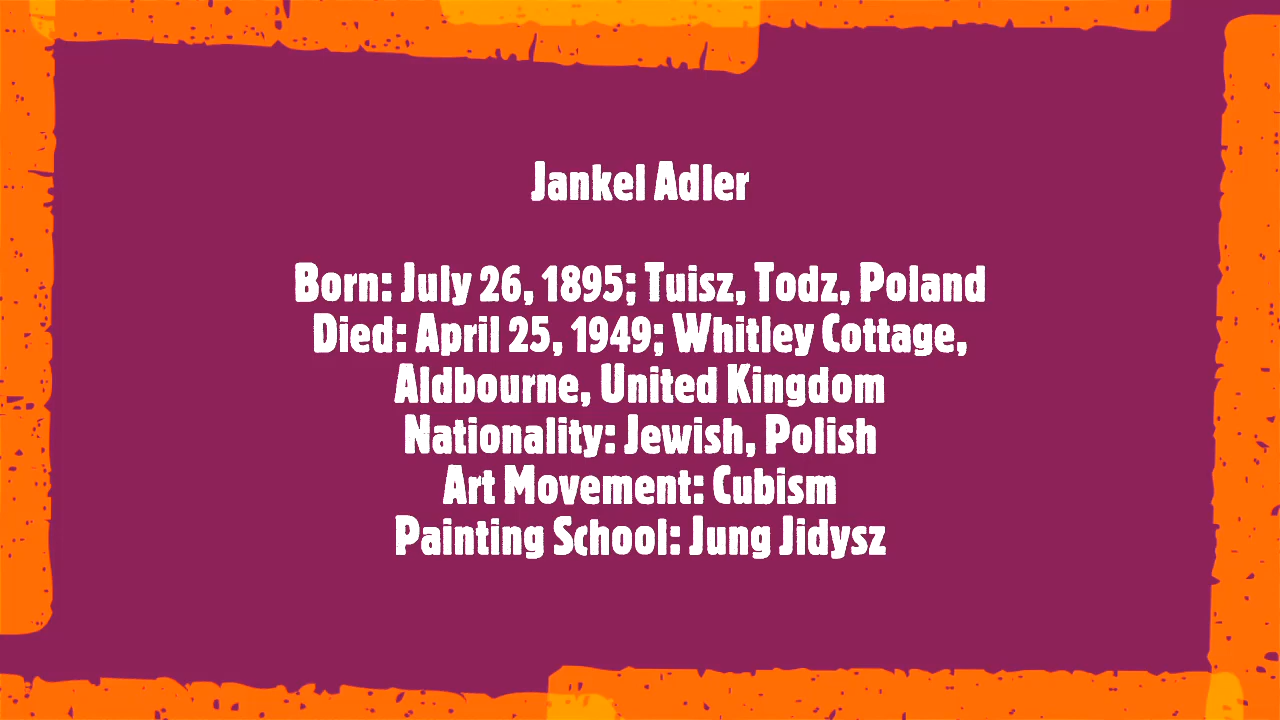 Jankel Adler
Born: July 26, 1895; Tuisz, Todz, Poland
Died: April 25, 1949; Whitley Cottage,
Aldbourne, United Kingdom
Nationality: Jewish, Polish
Art Movement: Cubism
Painting School: Jung Jidysz